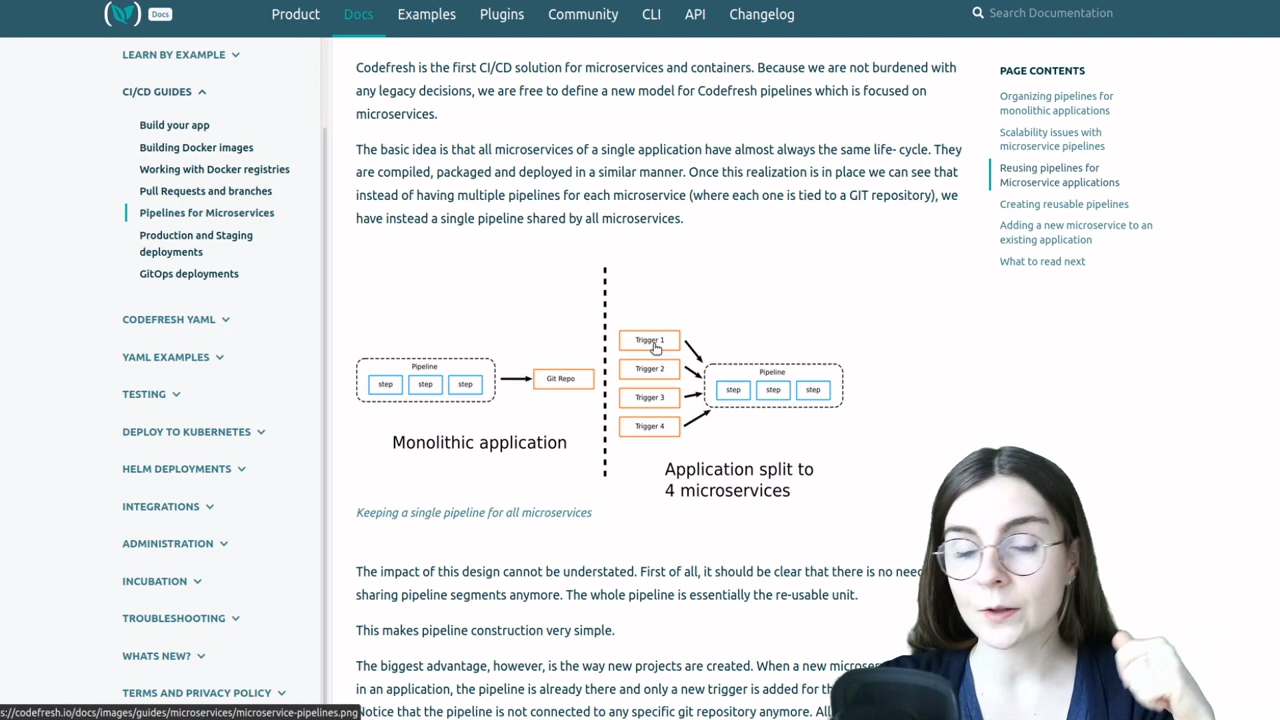 Docs
Product
Docs
Examples
Plugins
Community
CLI
API
Changelog
Search Documentation
LEARN BY EXAMPLE
CI/CD GUIDES
Build your app
Building Docker images
Working with Docker registries
Pull Requests and branches
Pipelines for Microservices
Production and Staging
deployments
GitOps deployments
CODEFRESH YAML
YAML EXAMPLES
TESTING
DEPLOY TO KUBERNETES
HELM DEPLOYMENTS
INTEGRATIONS
ADMINISTRATION
INCUBATION
TROUBLESHOOTING
WHATS NEW?
TERMS AND PRIVACY POLICY
s://codefresh.io/docs/images/guides/microservices/microservice-pipelines.png
Codefresh is the first CI/CD solution for microservices and containers. Because we are not burdened with
any legacy decisions, we are free to define a new model for Codefresh pipelines which is focused on
microservices.
The basic idea is that all microservices of a single application have almost always the same life- cycle. They
are compiled, packaged and deployed in a similar manner. Once this realization is in place we can see that
instead of having multiple pipelines for each microservice (where each one is tied to a GIT repository), we
have instead a single pipeline shared by all microservices.
Pipeline
step step step
Git Repo
Monolithic application
Trigger 1
Trigger 2
Trigger 3
Trigger 4
Pipeline
step step step
Application split to
4 microservices
Keeping a single pipeline for all microservices
The impact of this design cannot be understated. First of all, it should be clear that there is no need
sharing pipeline segments anymore. The whole pipeline is essentially the re-usable unit.
This makes pipeline construction very simple.
The biggest advantage, however, is the way new projects are created. When a new
in an application, the pipeline is already there and only a new trigger is added for
Notice that the pipeline is not connected to any specific git repository anymore. All
PAGE CONTENTS
Organizing pipelines for
monolithic applications
Scalability issues with
microservice pipelines
Reusing pipelines for
Microservice applications
Creating reusable pipelines
Adding a new microservice to an
existing application
What to read next